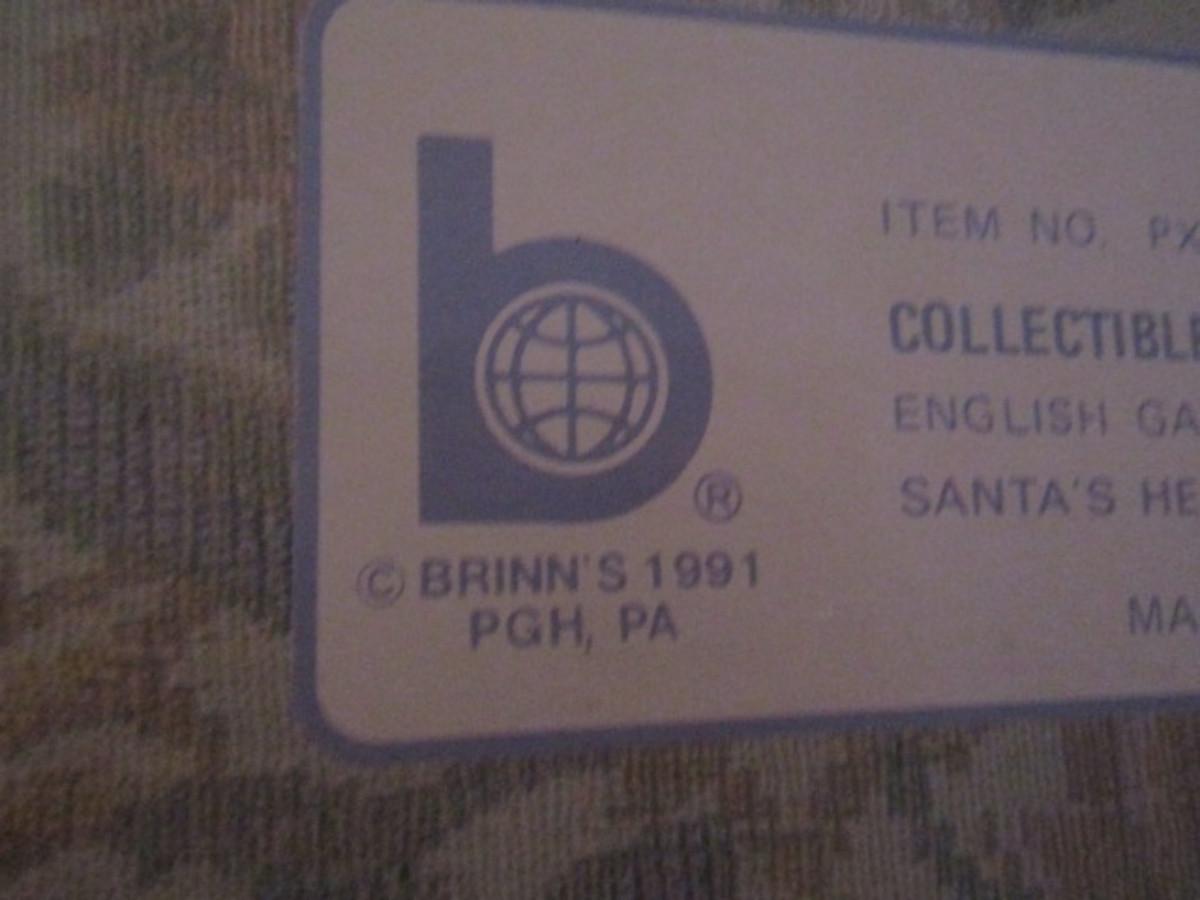 b
®
© BRINN'S 1991
PGH, PA
ITEM NO. PX
COLLECTIBLE
ENGLISH GA
SANTA'S HE
MA